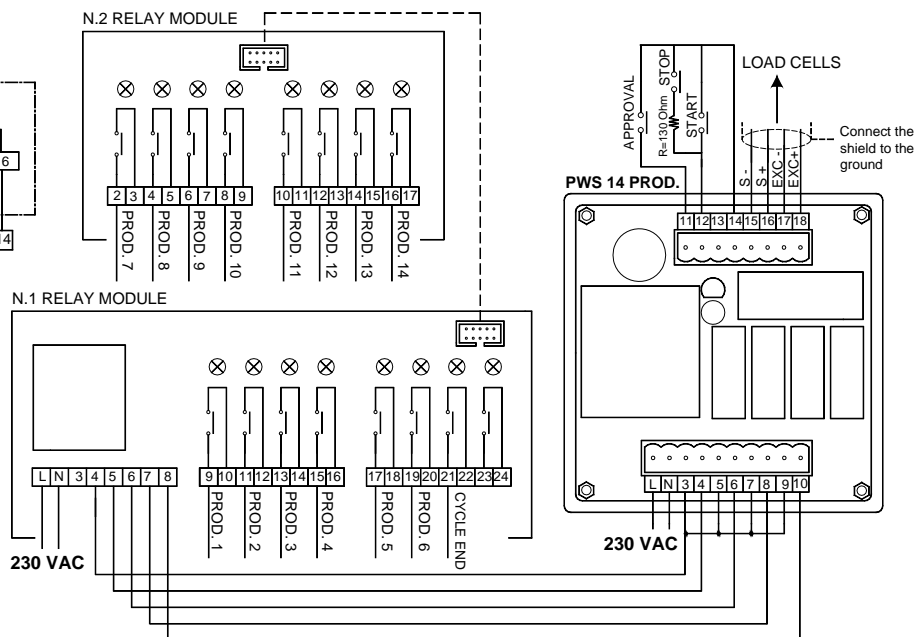 N.2 RELAY MODULE
2 3 4 5 6 7 8 9 10 11 12 13 14 15 16 17
PROD. 7
PROD. 8
PROD. 9
PROD. 10
PROD. 11
PROD. 12
PROD. 13
PROD. 14
6
14
N.1 RELAY MODULE
L N 3 4 5 6 7 8 9 10 11 12 13 14 15 16 17 18 19 20 21 22 23 24
PROD. 1
PROD. 2
PROD. 3
PROD. 4
PROD. 5
PROD. 6
CYCLE END
230 VAC
APPROVAL
R=130 Ohm
STOP
START
LOAD CELLS
S -
S +
EXC -
EXC+
Connect the
shield to the
ground
PWS 14 PROD.
11 12 13 14 15 16 17 18
L N 3 4 5 6 7 8 9 10
230 VAC